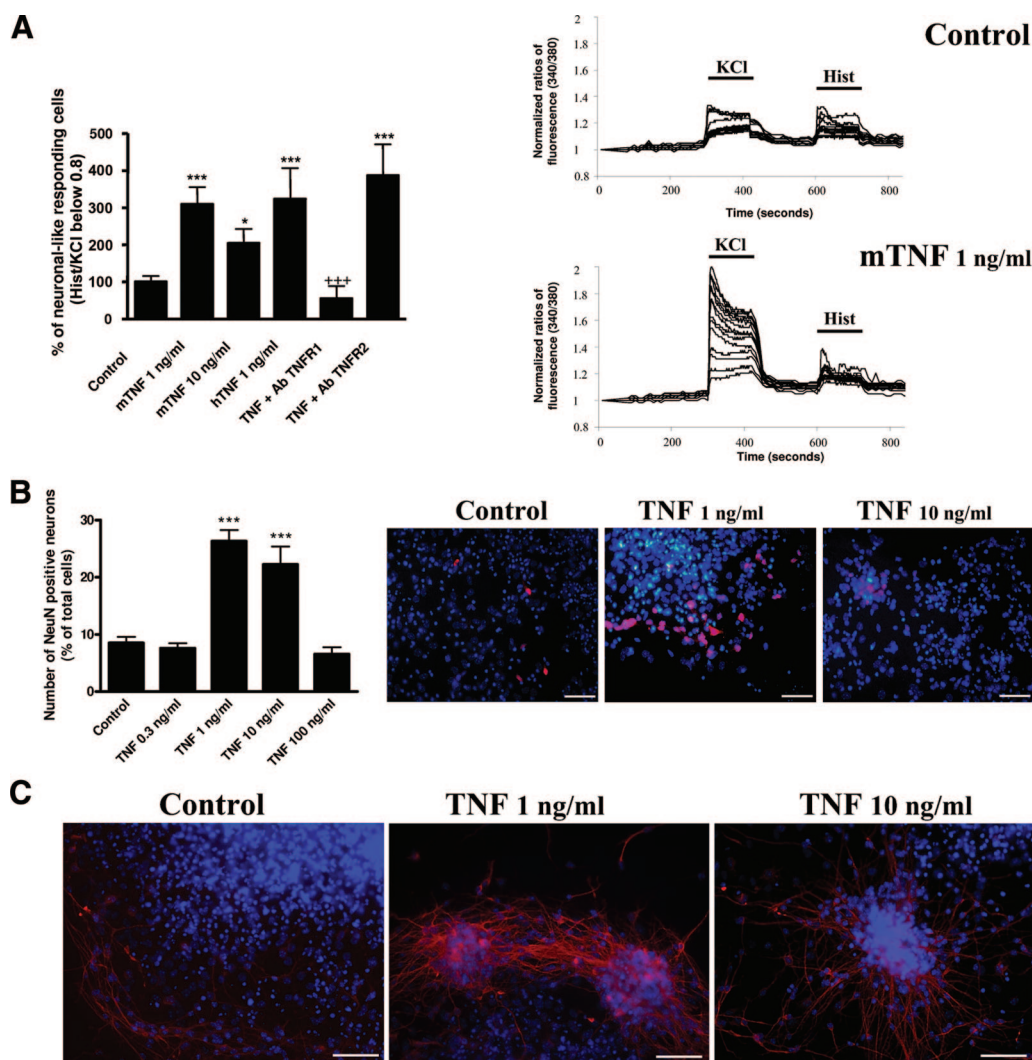 A
% of neuronal-like responding cells
(Hist/KCl below 0.8)
500
400
300
200
100
0
***
*
***
+++
***
Control
mTNF 1 ng/ml
mTNF 10 ng/ml
hTNF 1 ng/ml
TNF + Ab TNFR1
TNF + Ab TNFR2
Control
Normalized ratios of
fluorescence (340/380)
2
1.8
1.6
1.4
1.2
1
0.8
KCl
Hist
0
200
400
600
800
Time (seconds)
mTNF 1 ng/ml
Normalized ratios of
fluorescence (340/380)
2
1.8
1.6
1.4
1.2
1
0.8
KCl
Hist
0
200
400
600
800
Time (seconds)
B
Number of NeuN positive neurons
(% of total cells)
30
20
10
0
***
***
Control
TNF 0.3 ng/ml
TNF 1 ng/ml
TNF 10 ng/ml
TNF 100 ng/ml
Control
TNF 1 ng/ml
TNF 10 ng/ml
C
Control
TNF 1 ng/ml
TNF 10 ng/ml